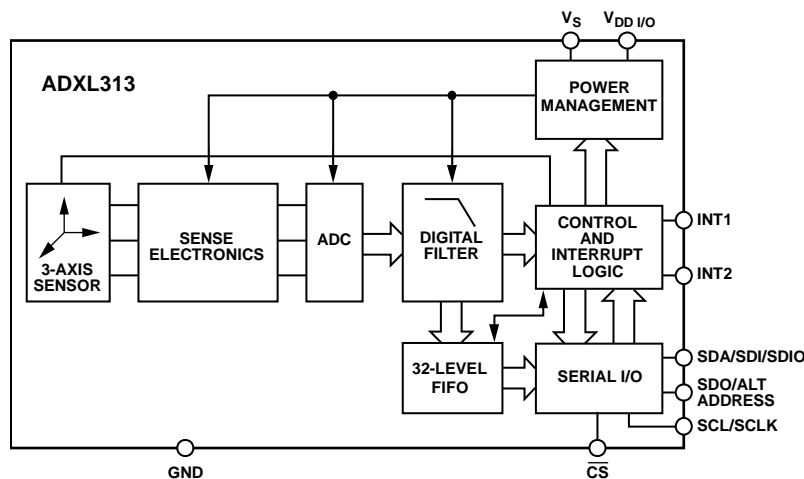 V_S
V_DD I/O
ADXL313
POWER
MANAGEMENT
3-AXIS
SENSOR
SENSE
ELECTRONICS
ADC
DIGITAL
FILTER
CONTROL
AND
INTERRUPT
LOGIC
INT1
INT2
32-LEVEL
FIFO
SERIAL I/O
SDA/SDI/SDIO
SDO/ALT
ADDRESS
SCL/SCLK
GND
C̅S̅